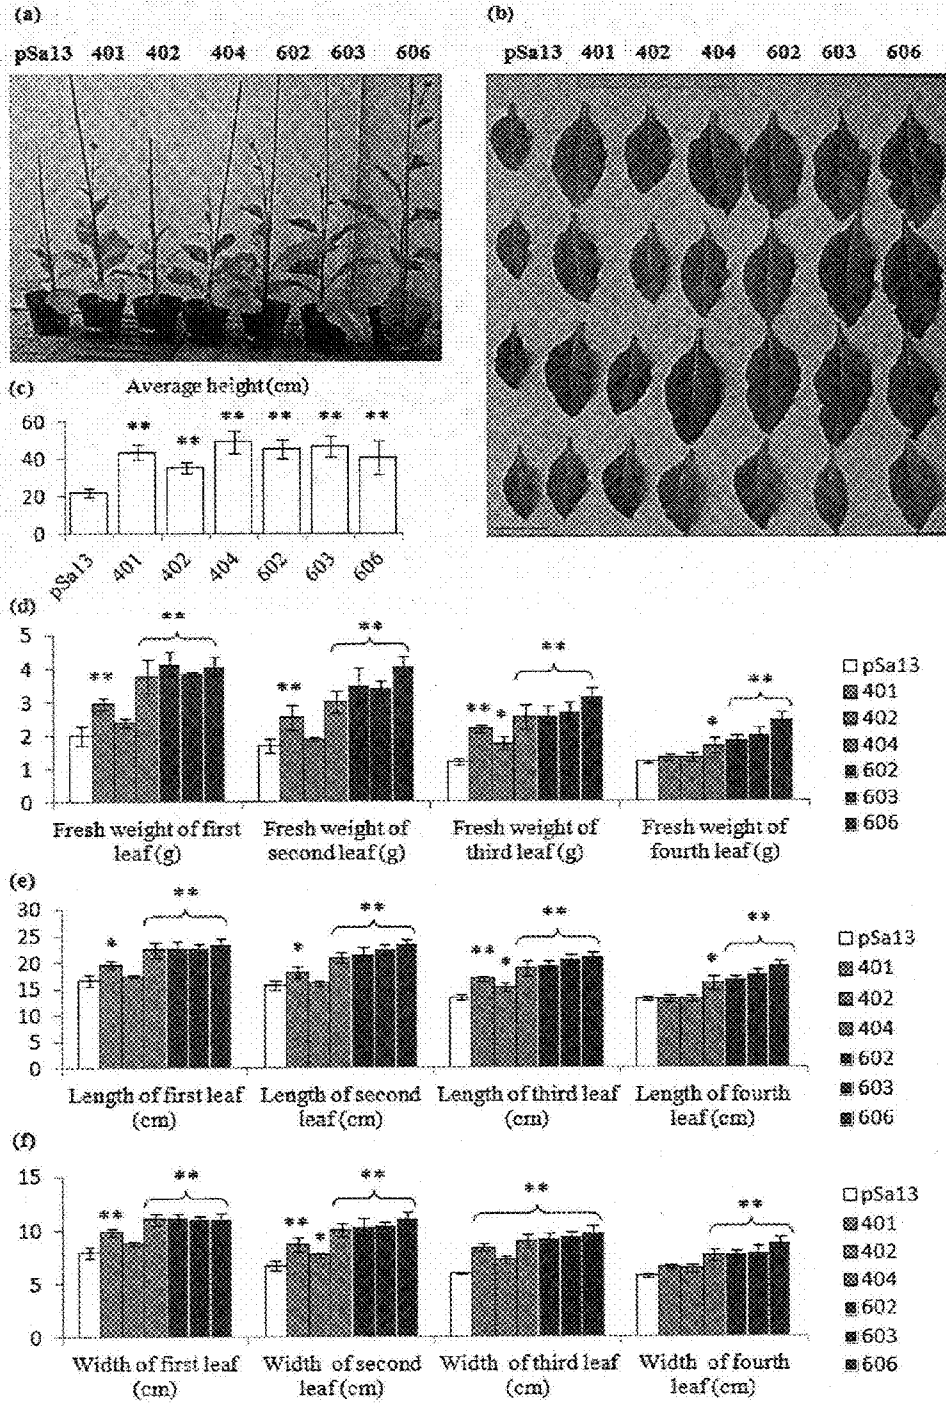 (a)
pSa13 401 402 404 602 603 606
(b)
pSa13 401 402 404 602 603 606
(c)
Average height (cm)
** ** ** ** ** **
60
40
20
0
pSa13 401 402 404 602 603 606
(d)
** ** ** ** ** ** * * **
5
4
3
2
1
0
Fresh weight of first leaf (g)
Fresh weight of second leaf (g)
Fresh weight of third leaf (g)
Fresh weight of fourth leaf (g)
pSa13
401
402
404
602
603
606
(e)
* ** * ** ** * ** * **
30
25
20
15
10
5
0
Length of first leaf (cm)
Length of second leaf (cm)
Length of third leaf (cm)
Length of fourth leaf (cm)
pSa13
401
402
404
602
603
606
(f)
** ** ** * ** ** **
15
10
5
0
Width of first leaf (cm)
Width of second leaf (cm)
Width of third leaf (cm)
Width of fourth leaf (cm)
pSa13
401
402
404
602
603
606